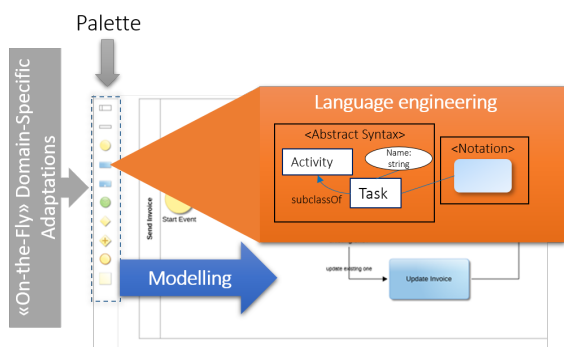 Palette
«On-the-Fly» Domain-Specific
Adaptations
Language engineering
<Abstract Syntax>
<Notation>
Name:
string
Activity
subclassOf
Task
Send Invoice
Start Event
Modelling
update existing one
Update Invoice